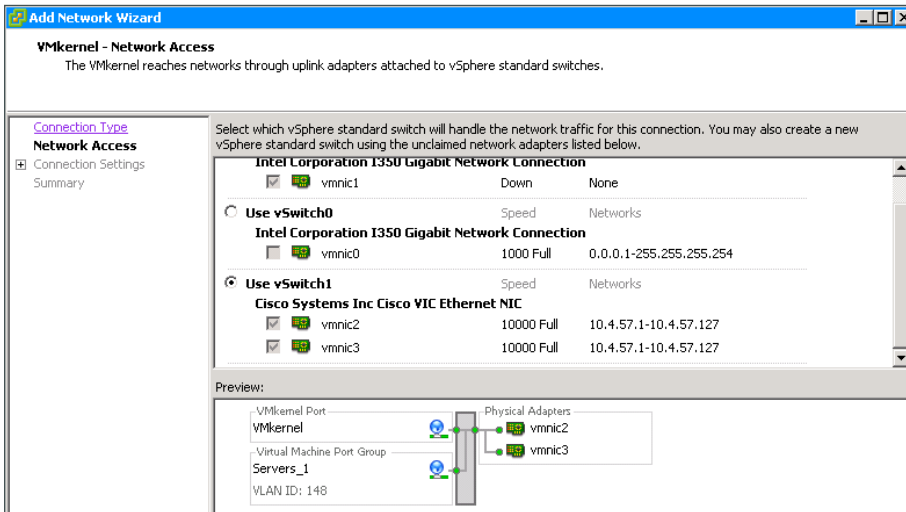 Add Network Wizard
VMkernel - Network Access
The VMkernel reaches networks through uplink adapters attached to vSphere standard switches.
Connection Type
Network Access
Connection Settings
Summary
Select which vSphere standard switch will handle the network traffic for this connection. You may also create a new
vSphere standard switch using the unclaimed network adapters listed below.
Intel Corporation I350 Gigabit Network Connection
vmnic1 Down None
Use vSwitch0 Speed Networks
Intel Corporation I350 Gigabit Network Connection
vmnic0 1000 Full 0.0.0.1-255.255.255.254
Use vSwitch1 Speed Networks
Cisco Systems Inc Cisco VIC Ethernet NIC
vmnic2 10000 Full 10.4.57.1-10.4.57.127
vmnic3 10000 Full 10.4.57.1-10.4.57.127
Preview:
VMkernel Port Physical Adapters
VMkernel vmnic2
vmnic3
Virtual Machine Port Group
Servers_1
VLAN ID: 148